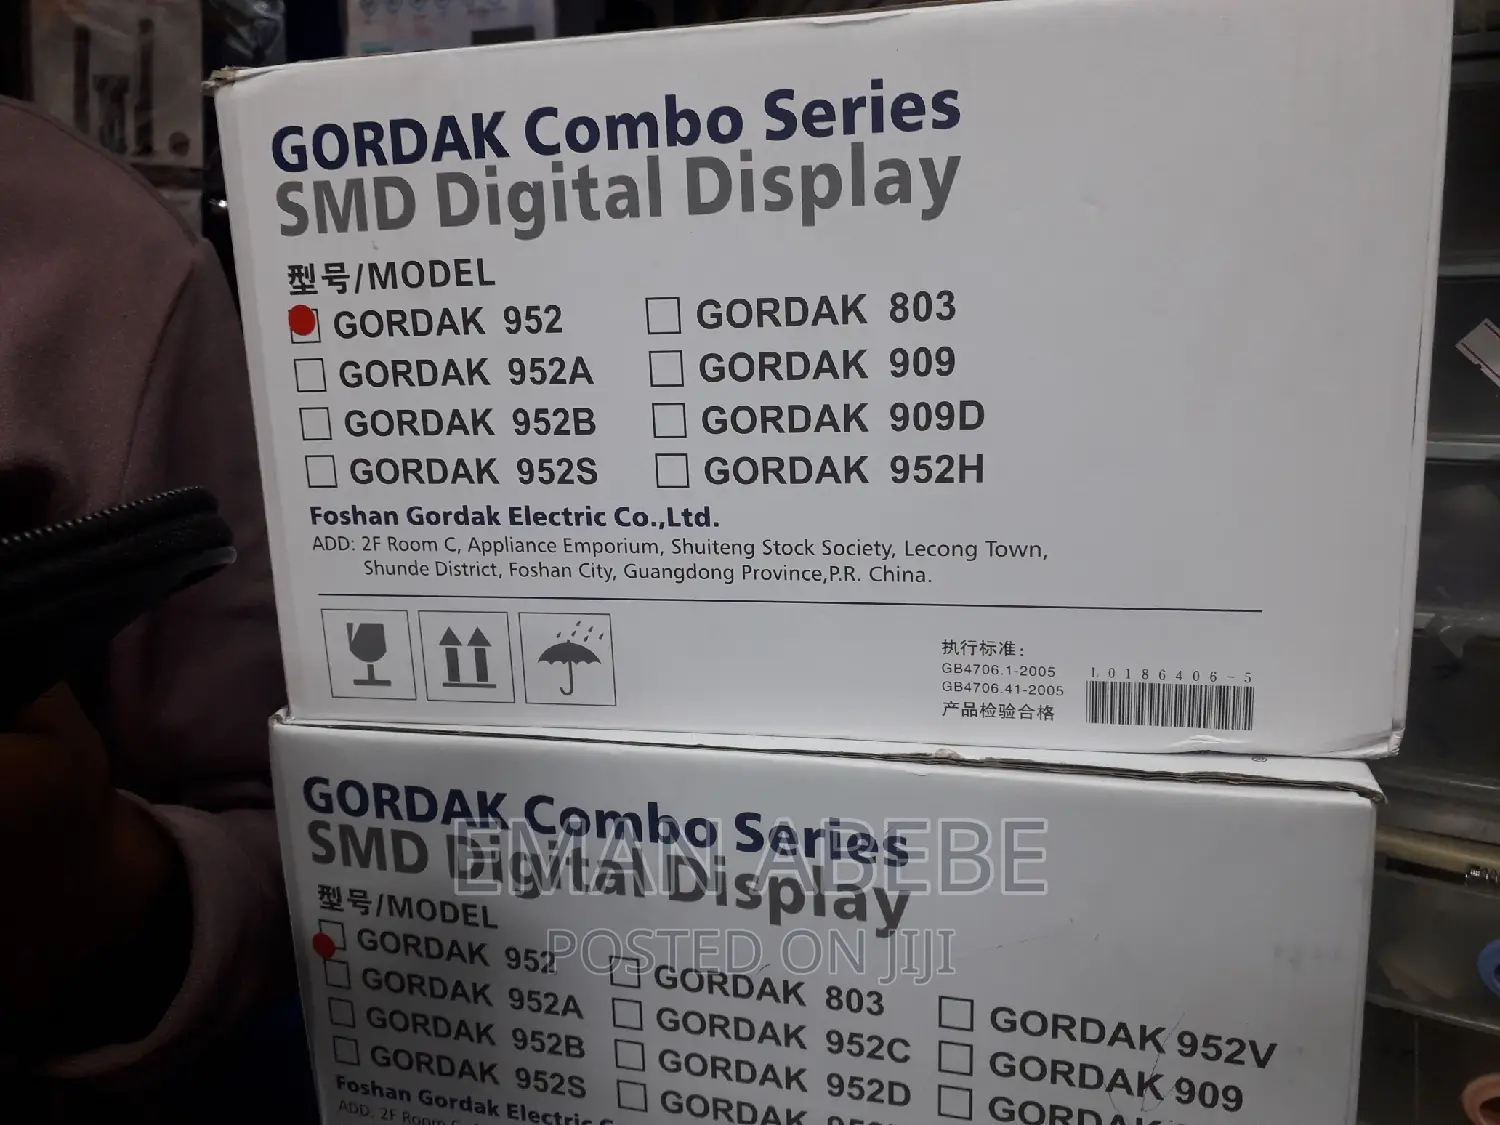 GORDAK Combo Series
SMD Digital Display
型号/MODEL
GORDAK 952
GORDAK 803
GORDAK 952A
GORDAK 909
GORDAK 952B
GORDAK 909D
GORDAK 952S
GORDAK 952H
Foshan Gordak Electric Co.,Ltd.
ADD: 2F Room C, Appliance Emporium, Shuiteng Stock Society, Lecong Town,
Shunde District, Foshan City, Guangdong Province,P.R. China.
执行标准：
GB4706.1-2005
GB4706.41-2005
产品检验合格
L0186406-5
GORDAK Combo Series
SMD Digital Display
EMAN ABEBE
POSTED ON JIJI
型号/MODEL
GORDAK 952
GORDAK 803
GORDAK 952V
GORDAK 952A
GORDAK 952C
GORDAK 909
GORDAK 952B
GORDAK 952D
GORDAK 952S
GORDAK
Foshan Gordak Electric
ADD: 2F Room